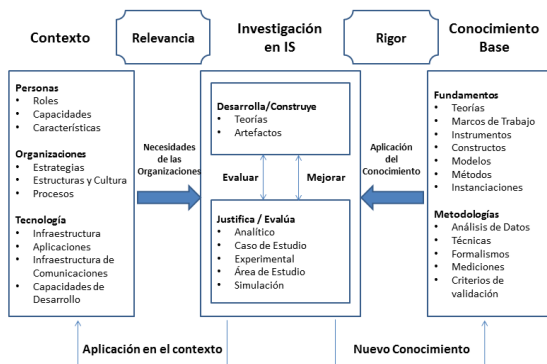 Contexto
Relevancia
Investigación
en IS
Rigor
Conocimiento
Base
Personas
• Roles
• Capacidades
• Características
Organizaciones
• Estrategias
• Estructuras y Cultura
• Procesos
Tecnología
• Infraestructura
• Aplicaciones
• Infraestructura de
Comunicaciones
• Capacidades de
Desarrollo
Necesidades
de las
Organizaciones
Desarrolla/Construye
• Teorías
• Artefactos
Evaluar
Mejorar
Justifica / Evalúa
• Analítico
• Caso de Estudio
• Experimental
• Área de Estudio
• Simulación
Aplicación
del
Conocimiento
Fundamentos
• Teorías
• Marcos de Trabajo
• Instrumentos
• Constructos
• Modelos
• Métodos
• Instanciaciones
Metodologías
• Análisis de Datos
• Técnicas
• Formalismos
• Mediciones
• Criterios de
validación
Aplicación en el contexto
Nuevo Conocimiento